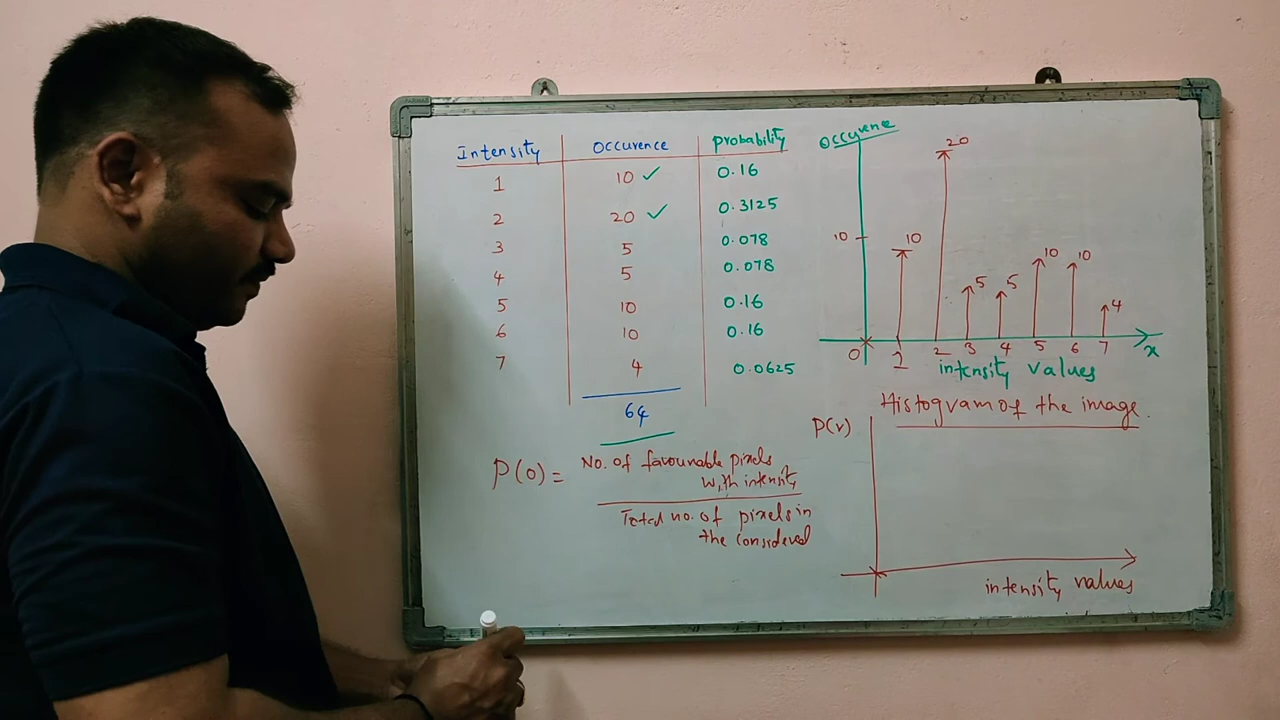 Intensity Occurence probability
1 10 ✓ 0.16
2 20 ✓ 0.3125
3 5 0.078
4 5 0.078
5 10 0.16
6 10 0.16
7 4 0.0625
64
P(0) = No. of favourable pixels
with intensity
Total no. of pixels in
the considered
Occurence
20
10 10 10 10
5 5
4
0 1 2 3 4 5 6 7 x
intensity values
Histogram of the image.
P(r)
intensity values